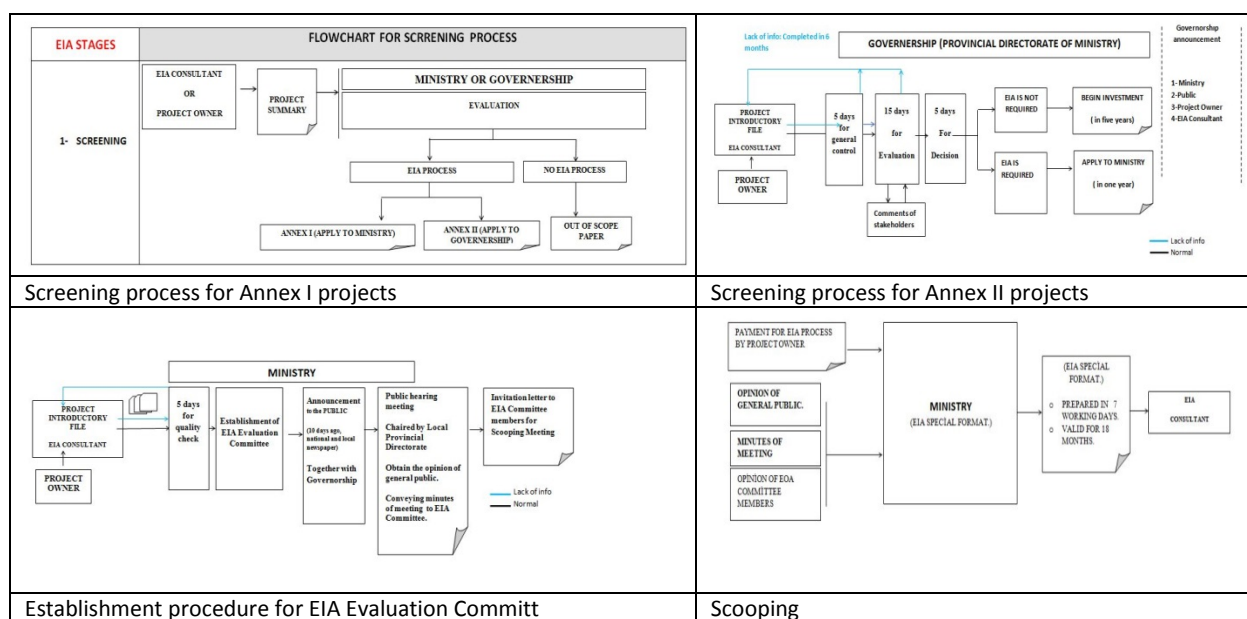 EIA STAGES
FLOWCHART FOR SCRRENING PROCESS
1- SCREENING
EIA CONSULTANT
OR
PROJECT OWNER
PROJECT
SUMMARY
MINISTRY OR GOVERNERSHIP
EVALUATION
EIA PROCESS
NO EIA PROCESS
ANNEX I (APPLY TO MINISTRY)
ANNEX II (APPLY TO
GOVERNERSHIP)
OUT OF SCOPE
PAPER
Screening process for Annex I projects
Lack of info: Completed in 6
months
GOVERNERSHIP (PROVINCIAL DIRECTORATE OF MINISTRY)
Governorship
announcement
1- Ministry
2-Public
3-Project Owner
4-EIA Consultant
PROJECT
INTRODUCTORY
FILE
EIA CONSULTANT
PROJECT
OWNER
5 days
for
general
control
15 days
for
Evaluation
5 days
For
Decision
EIA IS NOT
REQUIRED
BEGIN INVESTMENT
( in five years)
EIA IS
REQUIRED
APPLY TO MINISTRY
( in one year)
Comments of
stakeholders
Lack of info
Normal
Screening process for Annex II projects
MINISTRY
PROJECT
INTRODUCTORY
FILE
EIA CONSULTANT
PROJECT
OWNER
5 days
for
quality
check
Establishment of
EIA Evaluation
Committee
Announcement
to the PUBLIC
(10 days ago,
national and local
newspaper)
Together with
Governorship
Public hearing
meeting
Chaired by Local
Provincial
Directorate
Obtain the opinion of
general public.
Conveying minutes
of meeting to EIA
Committee.
Invitation letter to
EIA Committee
members for
Scooping Meeting
Lack of info
Normal
Establishment procedure for EIA Evaluation Committ
PAYMENT FOR EIA PROCESS
BY PROJECT OWNER
OPINION OF
GENERAL PUBLIC.
MINUTES OF
MEETING
OPINION OF EOA
COMMITTEE
MEMBERS
MINISTRY
(EIA SPECİAL FORMAT.)
(EIA SPECİAL
FORMAT.)
o PREPARED IN 7
WORKING DAYS.
o VALID FOR 18
MONTHS.
EIA
CONSULTANT
Scooping